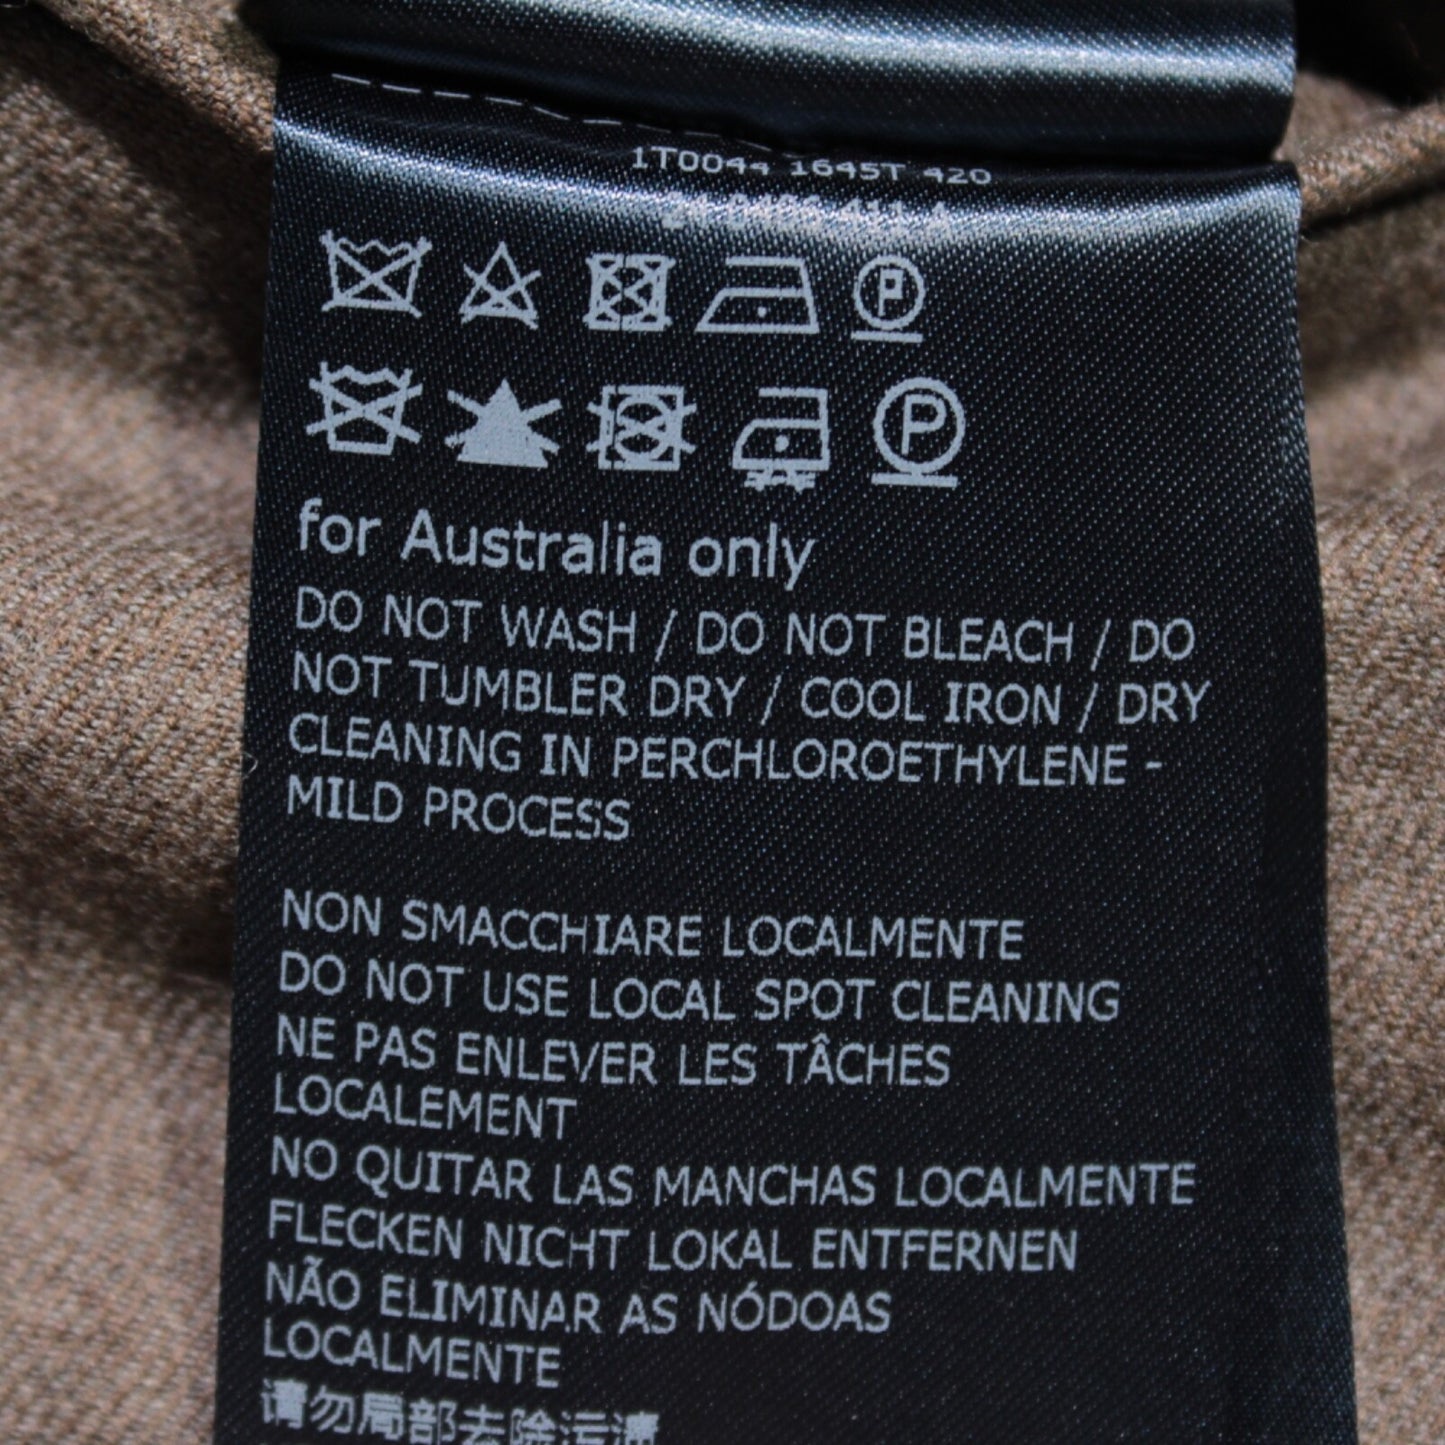 1T0044 1645T 420
for Australia only
DO NOT WASH / DO NOT BLEACH / DO
NOT TUMBLER DRY / COOL IRON / DRY
CLEANING IN PERCHLOROETHYLENE -
MILD PROCESS
NON SMACCHIARE LOCALMENTE
DO NOT USE LOCAL SPOT CLEANING
NE PAS ENLEVER LES TÂCHES
LOCALEMENT
NO QUITAR LAS MANCHAS LOCALMENTE
FLECKEN NICHT LOKAL ENTFERNEN
NÃO ELIMINAR AS NÓDOAS
LOCALMENTE
请勿局部去除污渍